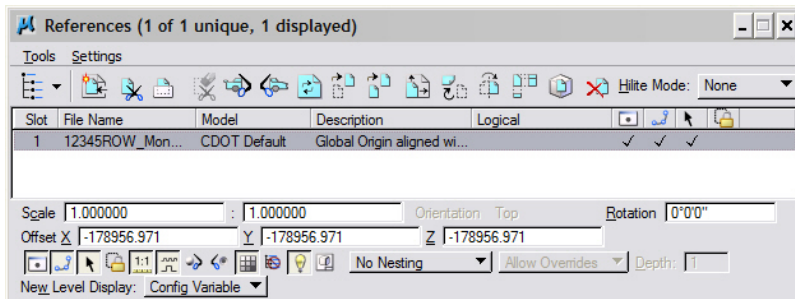 References (1 of 1 unique, 1 displayed)
Tools Settings
Hilite Mode: None
Slot File Name Model Description Logical
1 12345ROW_Mon... CDOT Default Global Origin aligned wi...
Scale 1.000000 : 1.000000 Orientation Top Rotation 0°0'0"
Offset X -178956.971 Y -178956.971 Z -178956.971
1:1 No Nesting Allow Overrides Depth: 1
New Level Display: Config Variable